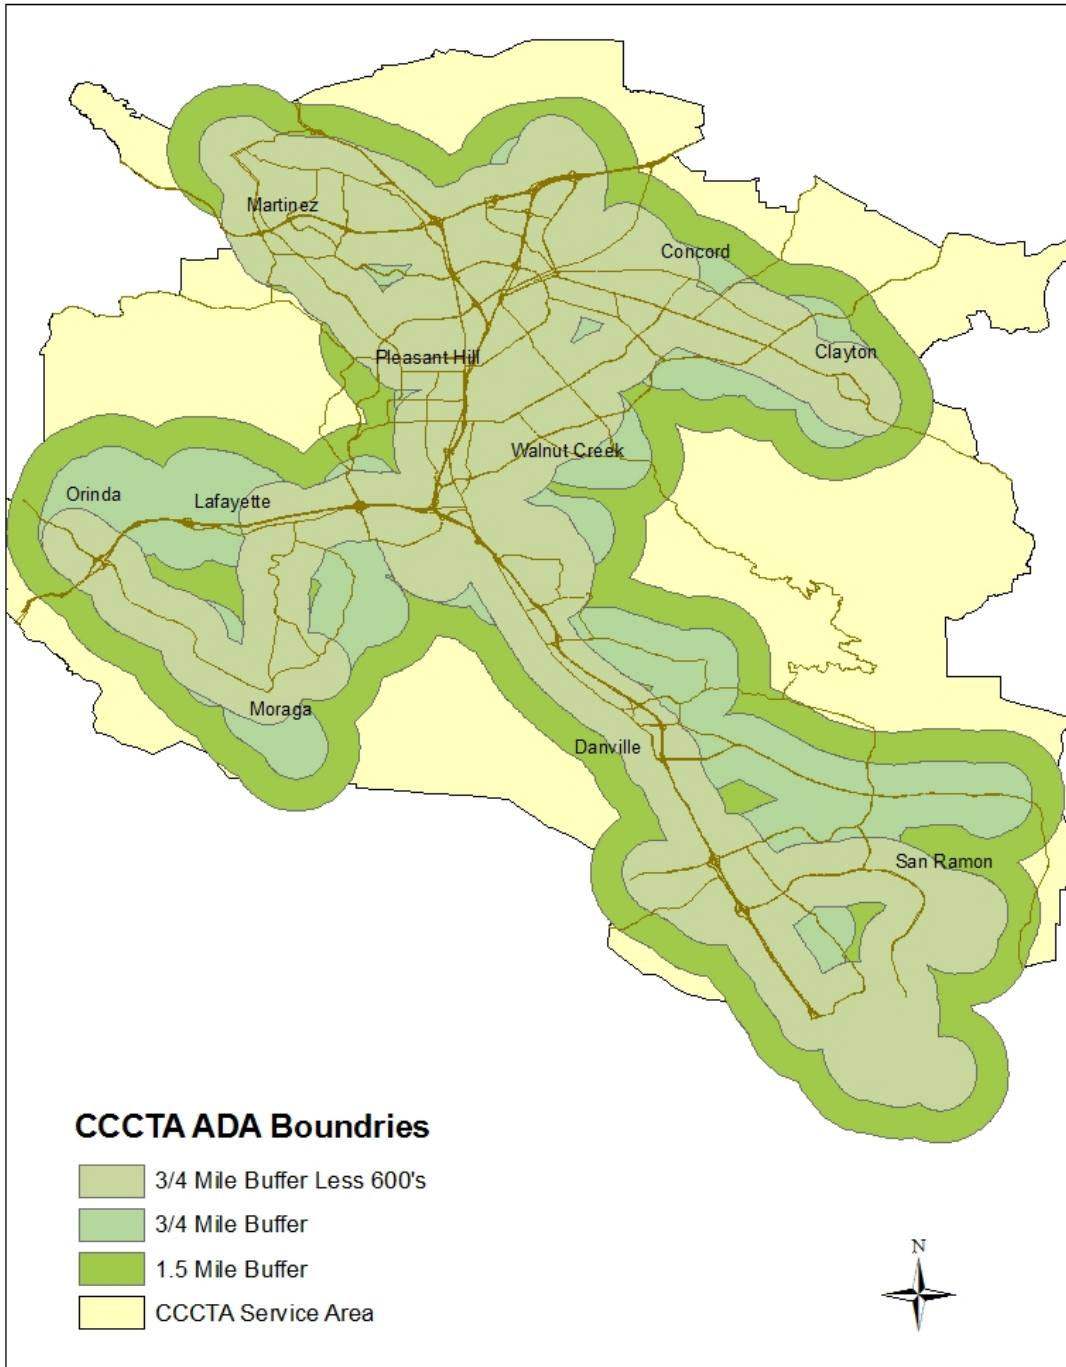 Martinez
Concord
Pleasant Hill
Clayton
Walnut Creek
Orinda
Lafayette
Moraga
Danville
San Ramon
CCCTA ADA Boundries
3/4 Mile Buffer Less 600's
3/4 Mile Buffer
1.5 Mile Buffer
CCCTA Service Area
N